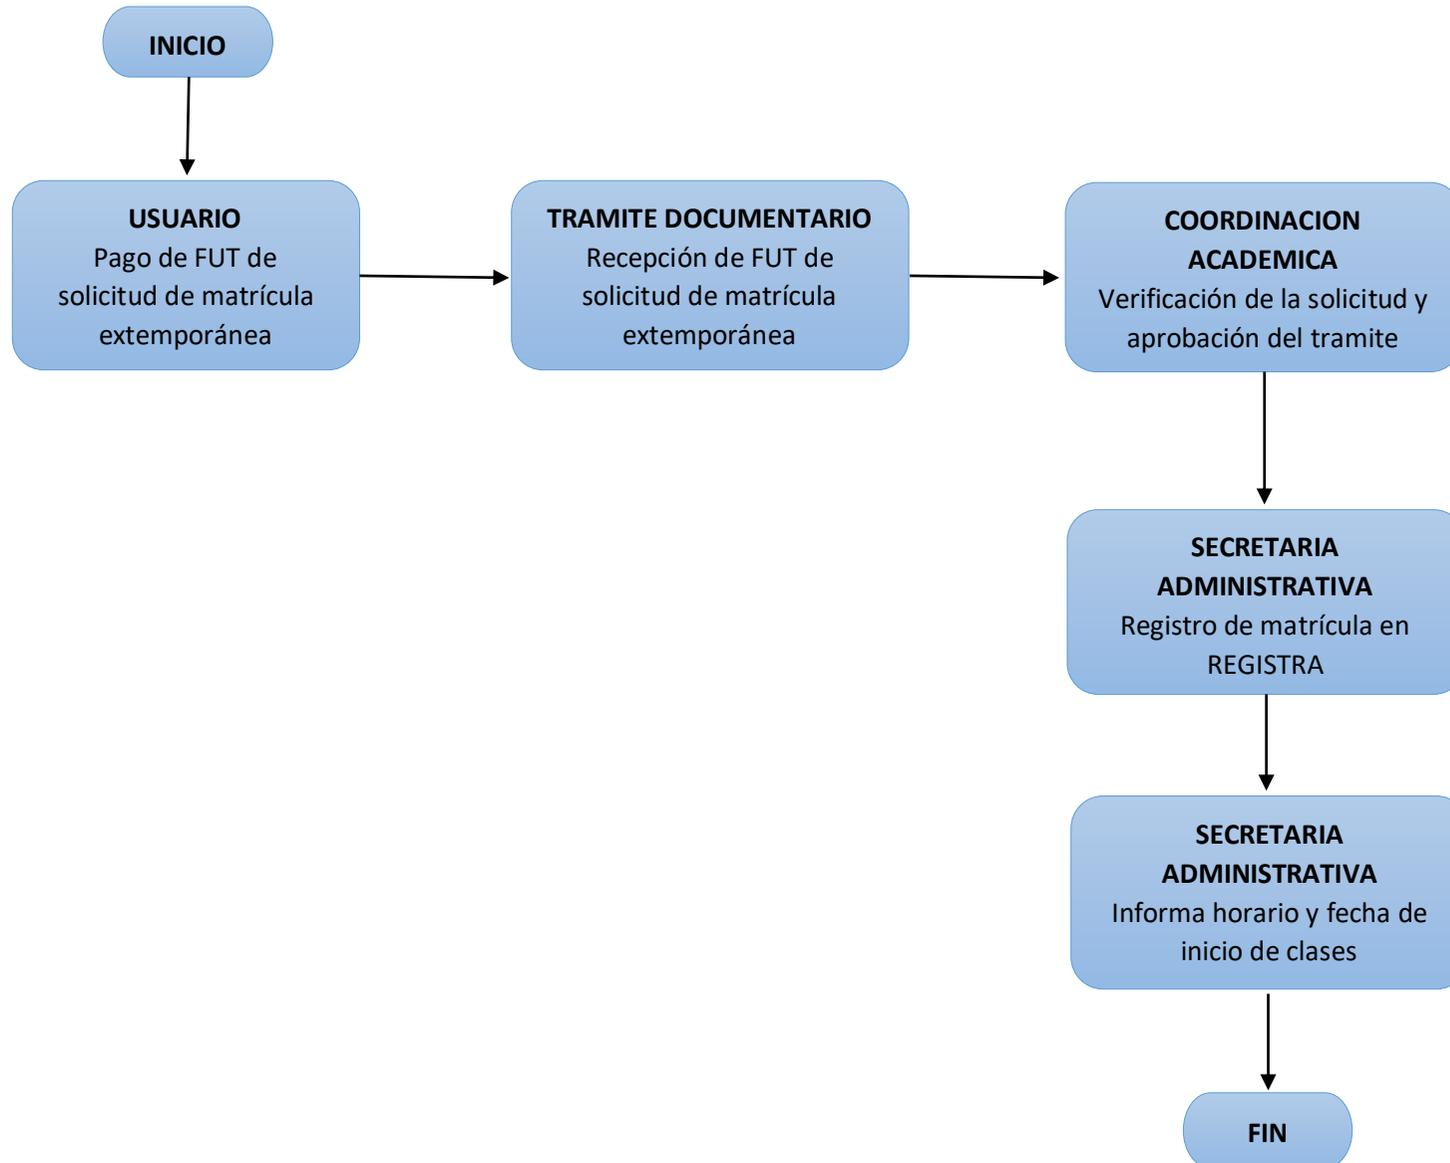 INICIO
USUARIO
Pago de FUT de
solicitud de matrícula
extemporánea
TRAMITE DOCUMENTARIO
Recepción de FUT de
solicitud de matrícula
extemporánea
COORDINACION
ACADEMICA
Verificación de la solicitud y
aprobación del tramite
SECRETARIA
ADMINISTRATIVA
Registro de matrícula en
REGISTRA
SECRETARIA
ADMINISTRATIVA
Informa horario y fecha de
inicio de clases
FIN